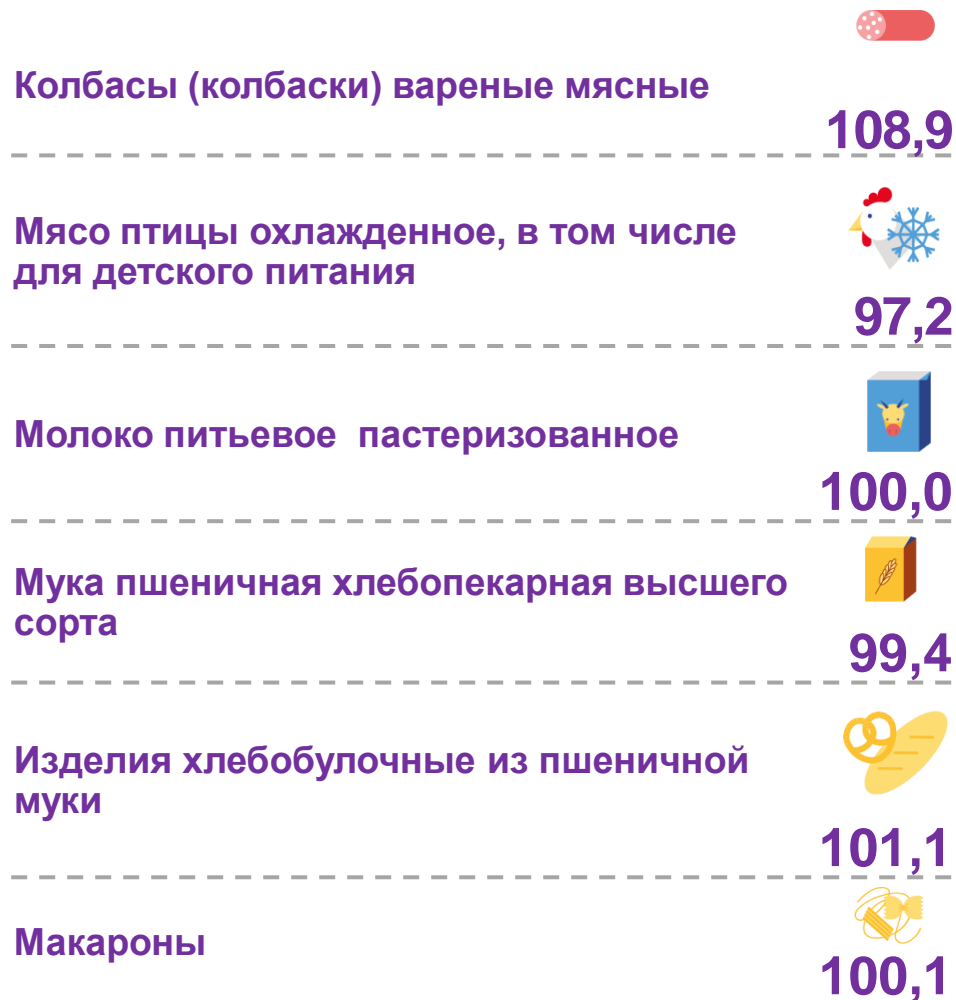 Колбасы (колбаски) вареные мясные
108,9
Мясо птицы охлажденное, в том числе
для детского питания
97,2
Молоко питьевое  пастеризованное
100,0
Мука пшеничная хлебопекарная высшего
сорта
99,4
Изделия хлебобулочные из пшеничной
муки
101,1
Макароны
100,1